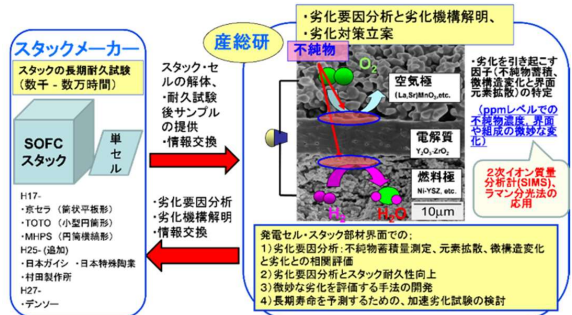 スタックメーカー
スタックの長期耐久試験
（数千 - 数万時間）
SOFC
スタック
単セル
H17-
・京セラ（筒状平板形）
・TOTO（小型円筒形）
・MHPS（円筒横縞形）
H25-（追加）
・日本ガイシ ・日本特殊陶業
・村田製作所
H27-
・デンソー
スタック・セ
ルの解体、
・耐久試験
後サンプル
の提供
・情報交換
・劣化要因分析
・劣化機構解明
・情報交換
産総研
・劣化要因分析と劣化機構解明、
・劣化対策立案
不純物
O2
空気極
(La,Sr)MnO3,etc.
電解質
Y2O3-ZrO2
燃料極
Ni-YSZ, etc.
H2
H2O
10μm
・劣化を引き起こす
因子（不純物蓄積、
微構造変化と界面
元素拡散）の特定
（ppmレベルでの
不純物濃度、界面
や組成の微妙な変
化）
2次イオン質量
分析計(SIMS)、
ラマン分光法の
応用
発電セル・スタック部材界面での;
1)劣化要因分析：不純物蓄積量測定、元素拡散、微構造変化
と劣化との相関評価
2)劣化要因分析とスタック耐久性向上
3)微妙な劣化を評価する手法の開発
4)長期寿命を予測するための、加速劣化試験の検討